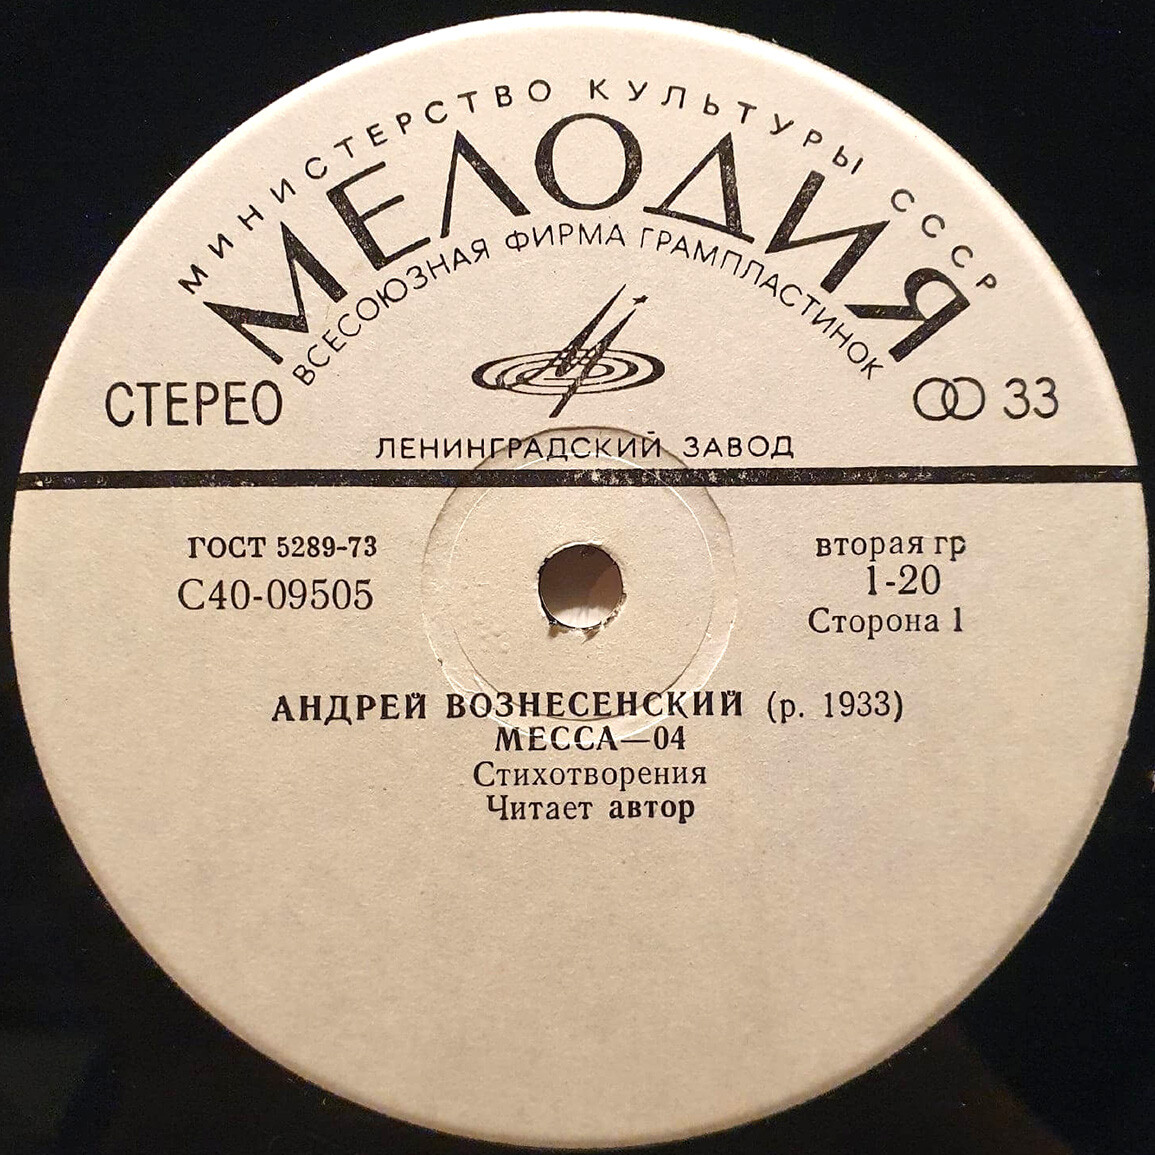 МИНИСТЕРСТВО КУЛЬТУРЫ СССР
МЕЛОДИЯ
ВСЕСОЮЗНАЯ ФИРМА ГРАМПЛАСТИНОК
СТЕРЕО
33
ЛЕНИНГРАДСКИЙ ЗАВОД
ГОСТ 5289-73
С40-09505
вторая гр
1-20
Сторона 1
АНДРЕЙ ВОЗНЕСЕНСКИЙ (р. 1933)
МЕССА—04
Стихотворения
Читает автор